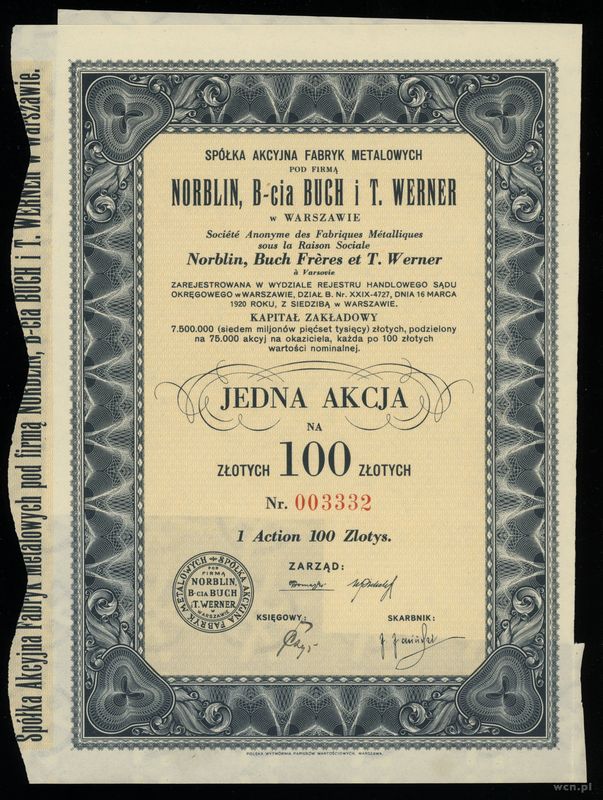 Spółka Akcyjna Fabryk Metalowych pod firmą NORBLIN, B-cia BUCH i T. WERNER w Warszawie.
SPÓŁKA AKCYJNA FABRYK METALOWYCH
POD FIRMĄ
NORBLIN, B-cia BUCH i T. WERNER
w WARSZAWIE
Société Anonyme des Fabriques Métalliques
sous la Raison Sociale
Norblin, Buch Frères et T. Werner
à Varsovie
ZAREJESTROWANA W WYDZIALE REJESTRU HANDLOWEGO SĄDU
OKRĘGOWEGO w WARSZAWIE, DZIAŁ B. Nr. XXIX-4727, DNIA 16 MARCA
1920 ROKU, Z SIEDZIBĄ w WARSZAWIE.
KAPITAŁ ZAKŁADOWY
7.500.000 (siedem miljonów pięćset tysięcy) złotych, podzielony
na 75.000 akcyj na okaziciela, każda po 100 złotych
wartości nominalnej.
JEDNA AKCJA
NA
ZŁOTYCH 100 ZŁOTYCH
Nr. 003332
1 Action 100 Zlotys.
ZARZĄD:
SPÓŁKA AKCYJNA FABRYK METALOWYCH
POD FIRMĄ
NORBLIN,
B-CIA BUCH
i T. WERNER
W WARSZAWIE
KSIĘGOWY:
SKARBNIK:
POLSKA WYTWÓRNIA PAPIERÓW WARTOŚCIOWYCH, WARSZAWA.
wcn.pl